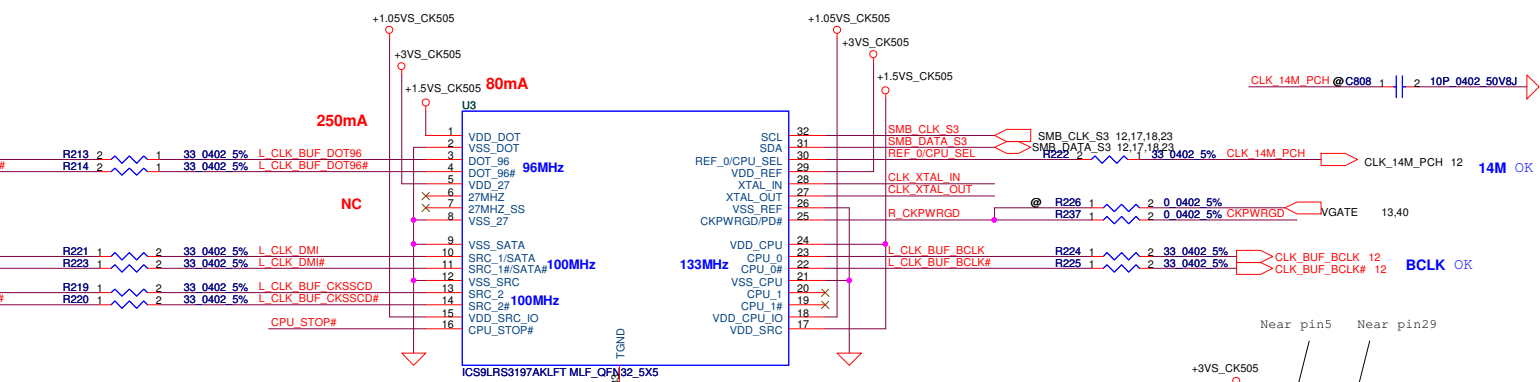 +1.05VS_CK505
+3VS_CK505
+1.5VS_CK505
80mA
250mA
NC
U3
+1.05VS_CK505
+3VS_CK505
+1.5VS_CK505
CLK_14M_PCH @ C808 1 2 10P_0402_50V8J
R213 2 1 33_0402_5% L_CLK_BUF_DOT96
# R214 2 1 33_0402_5% L_CLK_BUF_DOT96#
R221 1 2 33_0402_5% L_CLK_DMI
R223 1 2 33_0402_5% L_CLK_DMI#
R219 1 2 33_0402_5% L_CLK_BUF_CKSSCD
# R220 1 2 33_0402_5% L_CLK_BUF_CKSSCD#
CPU_STOP#
1 VDD_DOT
2 VSS_DOT
3 DOT_96
4 DOT_96#
96MHz
5 VDD_27
6 27MHZ
7 27MHZ_SS
8 VSS_27
9 VSS_SATA
10 SRC_1/SATA
11 SRC_1#/SATA#
100MHz
12 VSS_SRC
13 SRC_2
14 SRC_2#
100MHz
15 VDD_SRC_IO
16 CPU_STOP#
TGND
SCL 32 SMB_CLK_S3
SDA 31 SMB_DATA_S3
REF_0/CPU_SEL 30 REF_0/CPU_SEL
VDD_REF 29
XTAL_IN 28 CLK_XTAL_IN
XTAL_OUT 27 CLK_XTAL_OUT
VSS_REF 26
CKPWRGD/PD# 25 R_CKPWRGD
VDD_CPU 24
CPU_0 23 L_CLK_BUF_BCLK
CPU_0# 22 L_CLK_BUF_BCLK#
133MHz
VSS_CPU 21
CPU_1 20
CPU_1# 19
VDD_CPU_IO 18
VDD_SRC 17
ICS9LRS3197AKLFT MLF_QFN32_5X5
SMB_CLK_S3 12,17,18,23
SMB_DATA_S3 12,17,18,23
R222 2 1 33_0402_5% CLK_14M_PCH
CLK_14M_PCH 12
14M OK
@ R226 1 2 0_0402_5%
R237 1 2 0_0402_5% CKPWRGD
VGATE 13,40
R224 1 2 33_0402_5%
CLK_BUF_BCLK 12
R225 1 2 33_0402_5%
CLK_BUF_BCLK# 12
BCLK OK
Near pin5 Near pin29
+3VS_CK505